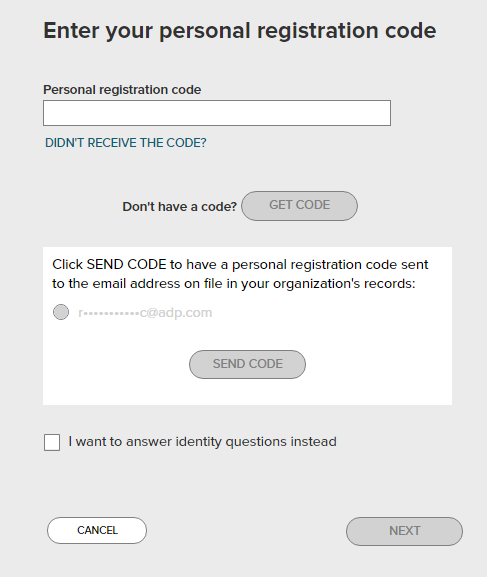 Enter your personal registration code
Personal registration code
DIDN'T RECEIVE THE CODE?
Don't have a code? GET CODE
Click SEND CODE to have a personal registration code sent
to the email address on file in your organization's records:
r•••••••••••c@adp.com
SEND CODE
I want to answer identity questions instead
CANCEL NEXT